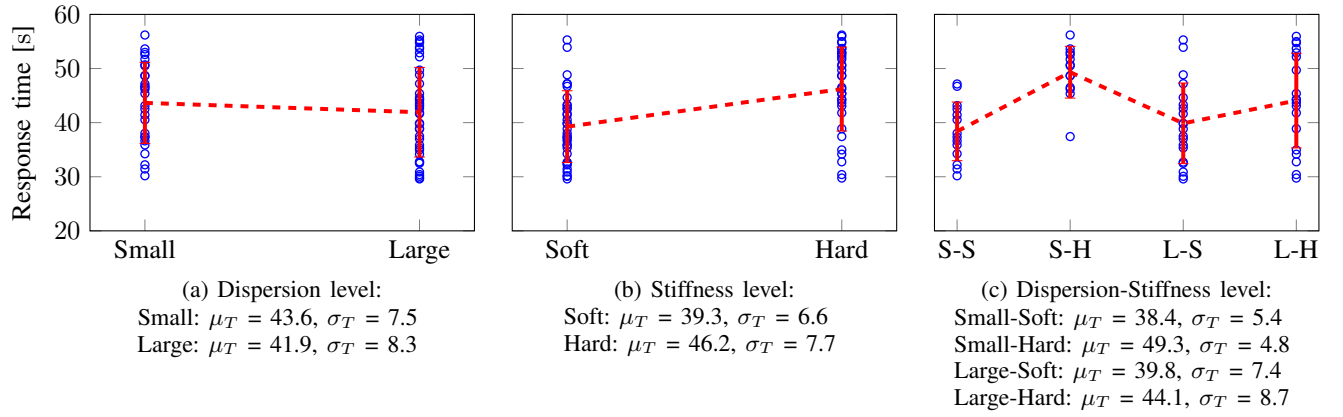 Response time [s]
60
50
40
30
20
Small Large
Soft Hard
S-S S-H L-S L-H
(a) Dispersion level:
Small: μ_T = 43.6, σ_T = 7.5
Large: μ_T = 41.9, σ_T = 8.3
(b) Stiffness level:
Soft: μ_T = 39.3, σ_T = 6.6
Hard: μ_T = 46.2, σ_T = 7.7
(c) Dispersion-Stiffness level:
Small-Soft: μ_T = 38.4, σ_T = 5.4
Small-Hard: μ_T = 49.3, σ_T = 4.8
Large-Soft: μ_T = 39.8, σ_T = 7.4
Large-Hard: μ_T = 44.1, σ_T = 8.7